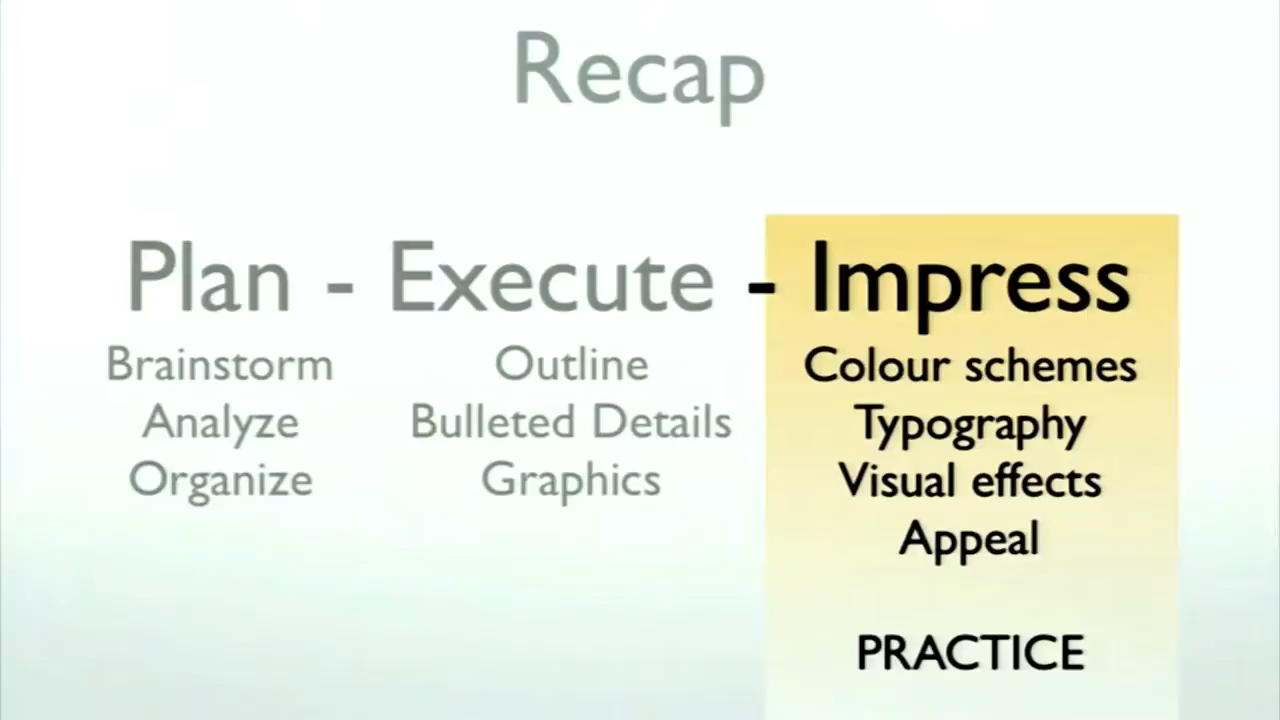 Recap
Plan - Execute - Impress
Brainstorm
Analyze
Organize
Outline
Bulleted Details
Graphics
Colour schemes
Typography
Visual effects
Appeal
PRACTICE